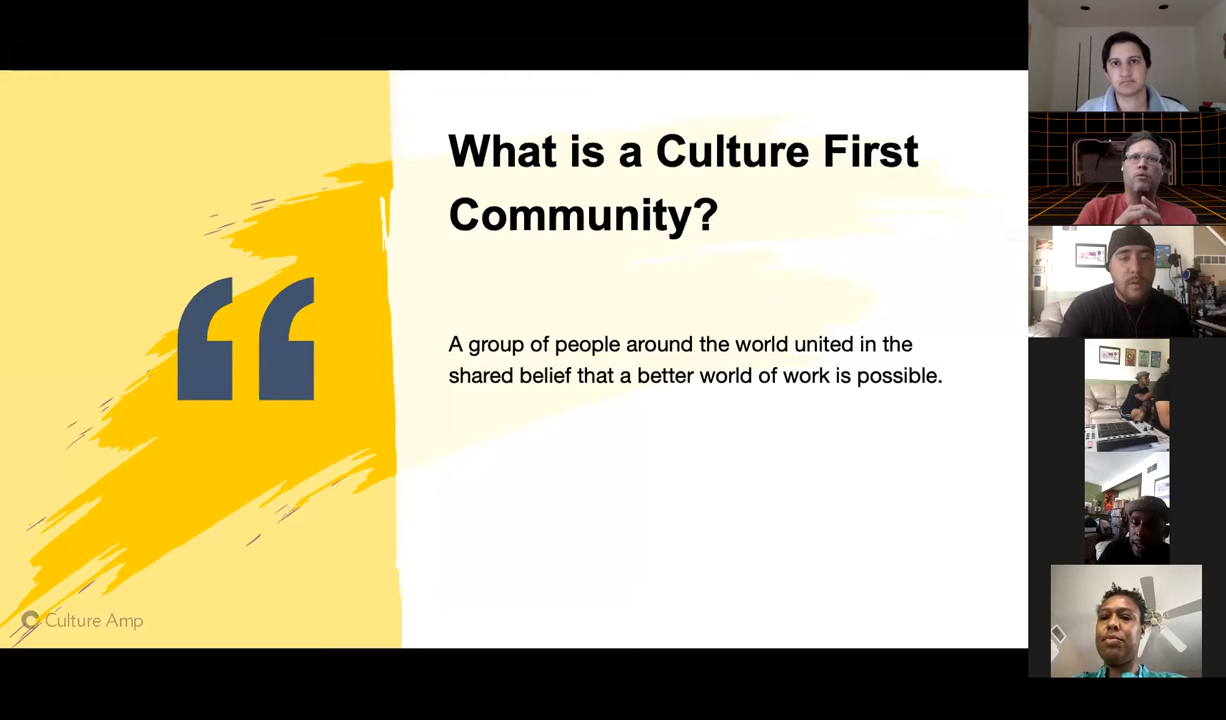 What is a Culture First
Community?
A group of people around the world united in the
shared belief that a better world of work is possible.
Culture Amp